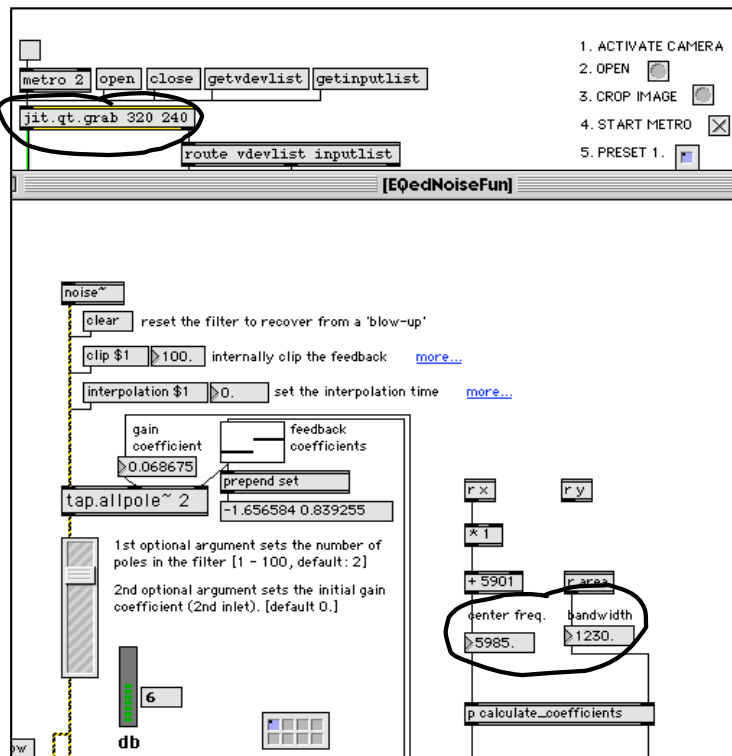 1. ACTIVATE CAMERA
metro 2 open close getvdevlist getinputlist
2. OPEN
3. CROP IMAGE
jit.qt.grab 320 240
4. START METRO
route vdevlist inputlist
5. PRESET 1.
[EQedNoiseFun]
noise~
clear reset the filter to recover from a 'blow-up'
clip $1 100. internally clip the feedback more...
interpolation $1 0. set the interpolation time more...
gain coefficient
feedback coefficients
0.068675
prepend set
tap.allpole~ 2
-1.656584 0.839255
1st optional argument sets the number of
poles in the filter [1 - 100, default: 2]
2nd optional argument sets the initial gain
coefficient (2nd inlet). [default 0.]
6
db
r x r y
* 1
+ 5901 r area
center freq. bandwidth
5985. 1230.
p calculate_coefficients